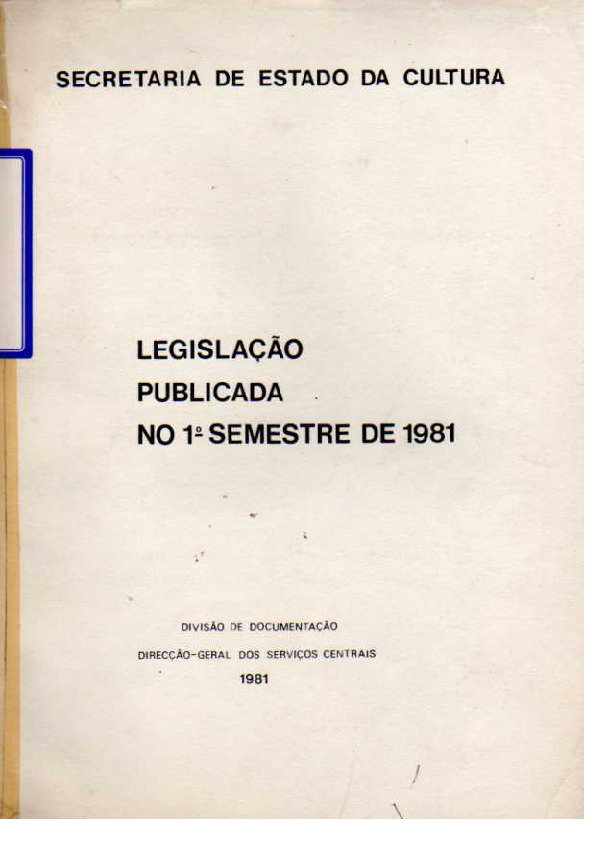 SECRETARIA DE ESTADO DA CULTURA
LEGISLAÇÃO
PUBLICADA
NO 1º SEMESTRE DE 1981
DIVISÃO DE DOCUMENTAÇÃO
DIRECÇÃO-GERAL DOS SERVIÇOS CENTRAIS
1981